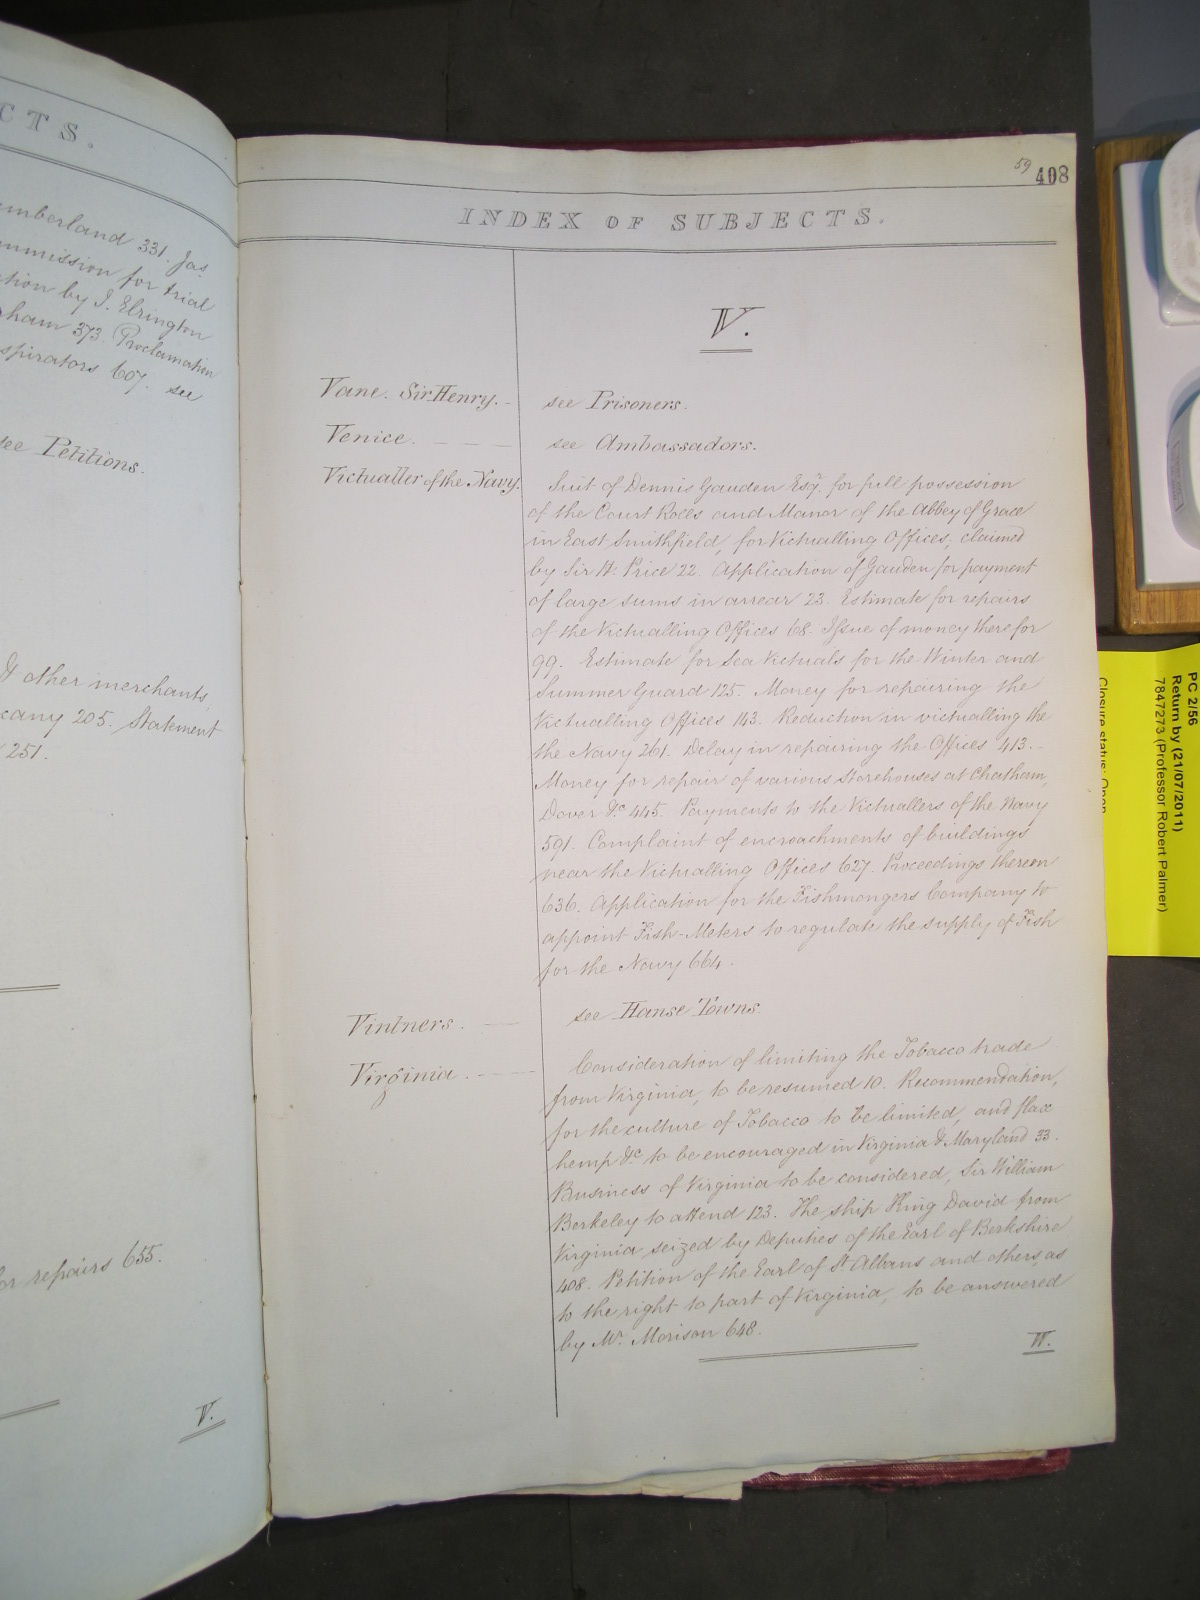 CTS.
umberland 331. Jas
mmission for trial
tion by J. Elrington
ham 373. Proclamation
spirators 607. see
see Petitions.
& other merchants,
cany 205. Statement
251.
or repairs 655.
V.
59 408
INDEX OF SUBJECTS.
V.
Vane. Sir Henry. - see Prisoners.
Venice. - - - see Ambassadors.
Victualler of the Navy. Suit of Dennis Gauden Esqr. for full possession
of the Court Rolls and Manor of the Abbey of Grace
in East Smithfield, for Victualling Offices, claimed
by Sir H. Price 22. Application of Gauden for payment
of large sums in arrear 23. Estimate for repairs
of the Victualling Offices 68. Issue of money therefor
99. Estimate for Sea Victuals for the Winter and
Summer Guard 125. Money for repairing the
Victualling Offices 143. Reduction in victualling the
the Navy 261. Delay in repairing the Offices 413.
Money for repair of various Storehouses at Chatham,
Dover &c 445. Payments to the Victuallers of the Navy
591. Complaint of encroachments of buildings
near the Victualling Offices 627. Proceedings thereon
636. Application for the Fishmongers Company to
appoint Fish-Meters to regulate the supply of Fish
for the Navy 664.
Vintners. - see Hanse Towns.
Virginia. - - Consideration of limiting the Tobacco trade
from Virginia, to be resumed 10. Recommendation,
for the culture of Tobacco to be limited, and flax
hemp &c to be encouraged in Virginia & Maryland 33.
Business of Virginia to be considered, Sir William
Berkeley to attend 123. The ship King David from
Virginia seized by Deputies of the Earl of Berkshire
408. Petition of the Earl of St Albans and others, as
to the right to part of Virginia, to be answered
by Mr. Morison 648.
W.
PC 2/56
Return by (21/07/2011)
7847273 (Professor Robert Palmer)
Closure status: Open